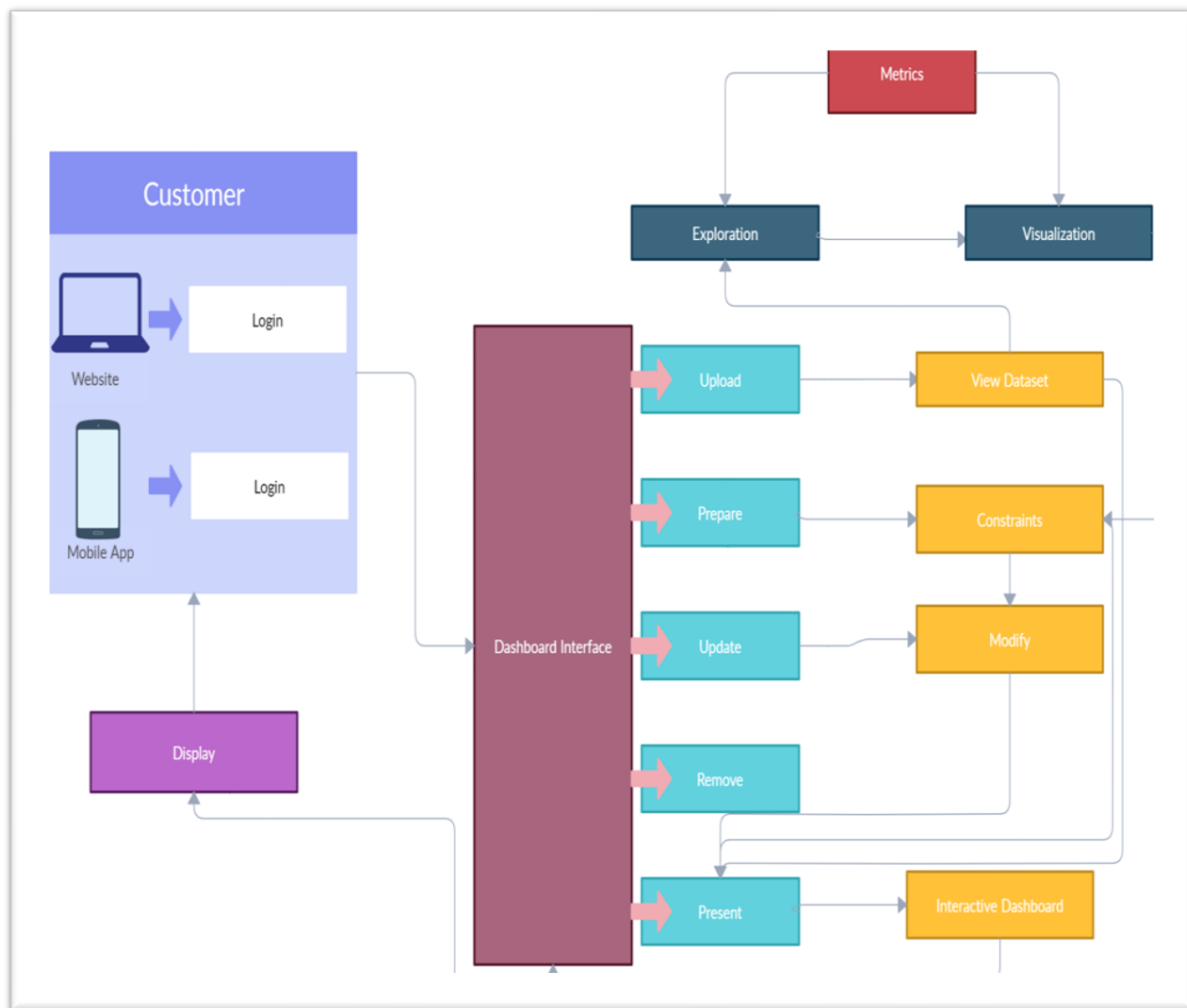 Metrics
Customer
Exploration
Visualization
Login
Website
Upload
View Dataset
Login
Mobile App
Prepare
Constraints
Dashboard Interface
Update
Modify
Display
Remove
Present
Interactive Dashboard